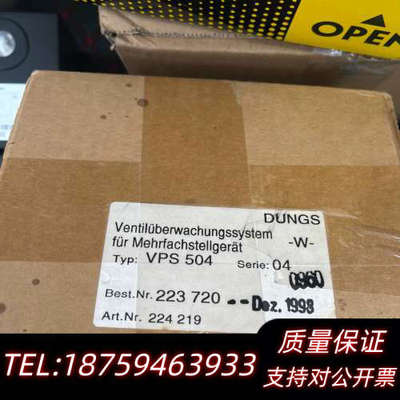 OPEN
DUNGS
Ventilüberwachungssystem
für Mehrfachstellgerät -W-
Typ: VPS 504 Serie: 04
0960
Best.Nr. 223 720 -- Dez. 1998
Art.Nr. 224 219
TEL:18759464933
质量保证
支持对公开票